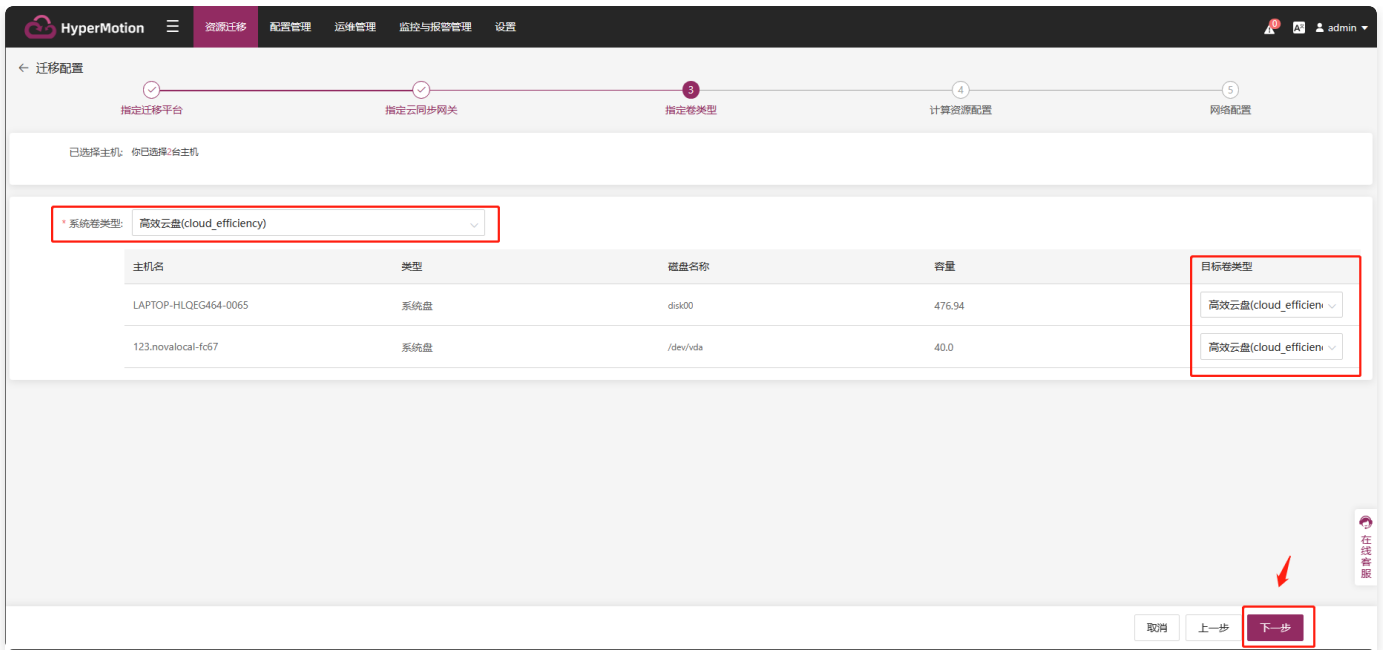 HyperMotion 资源迁移 配置管理 运维管理 监控与报警管理 设置 0 admin
迁移配置
3 4 5
指定迁移平台 指定云同步网关 指定卷类型 计算资源配置 网络配置
已选择主机: 你已选择2台主机
* 系统卷类型: 高效云盘(cloud_efficiency)
主机名 类型 磁盘名称 容量 目标卷类型
LAPTOP-HLQEG464-0065 系统盘 disk00 476.94 高效云盘(cloud_efficien
123.novalocal-fc67 系统盘 /dev/vda 40.0 高效云盘(cloud_efficien
在线客服
取消 上一步 下一步